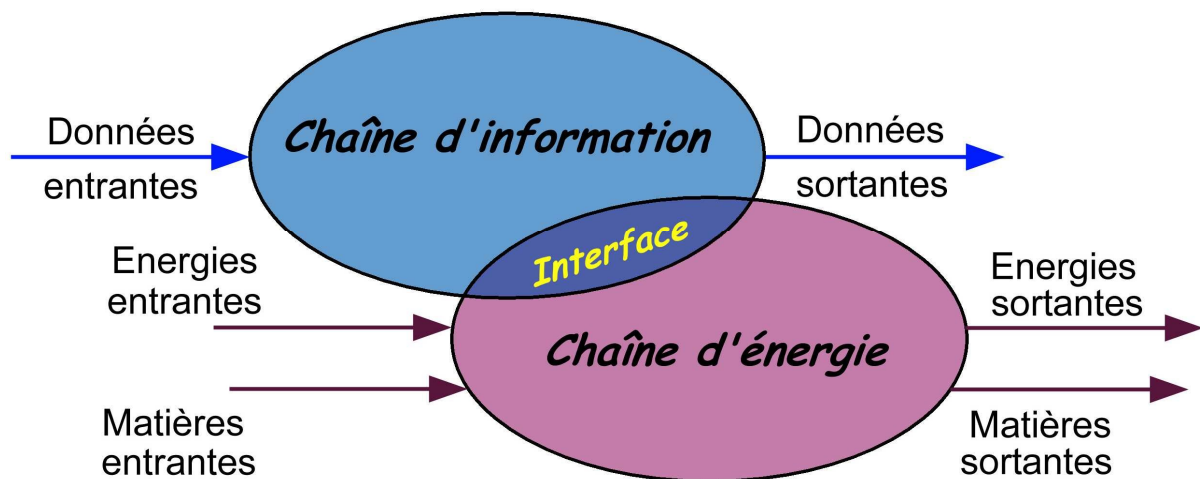 Données
entrantes
Chaîne d'information
Données
sortantes
Interface
Energies
entrantes
Energies
sortantes
Chaîne d'énergie
Matières
entrantes
Matières
sortantes